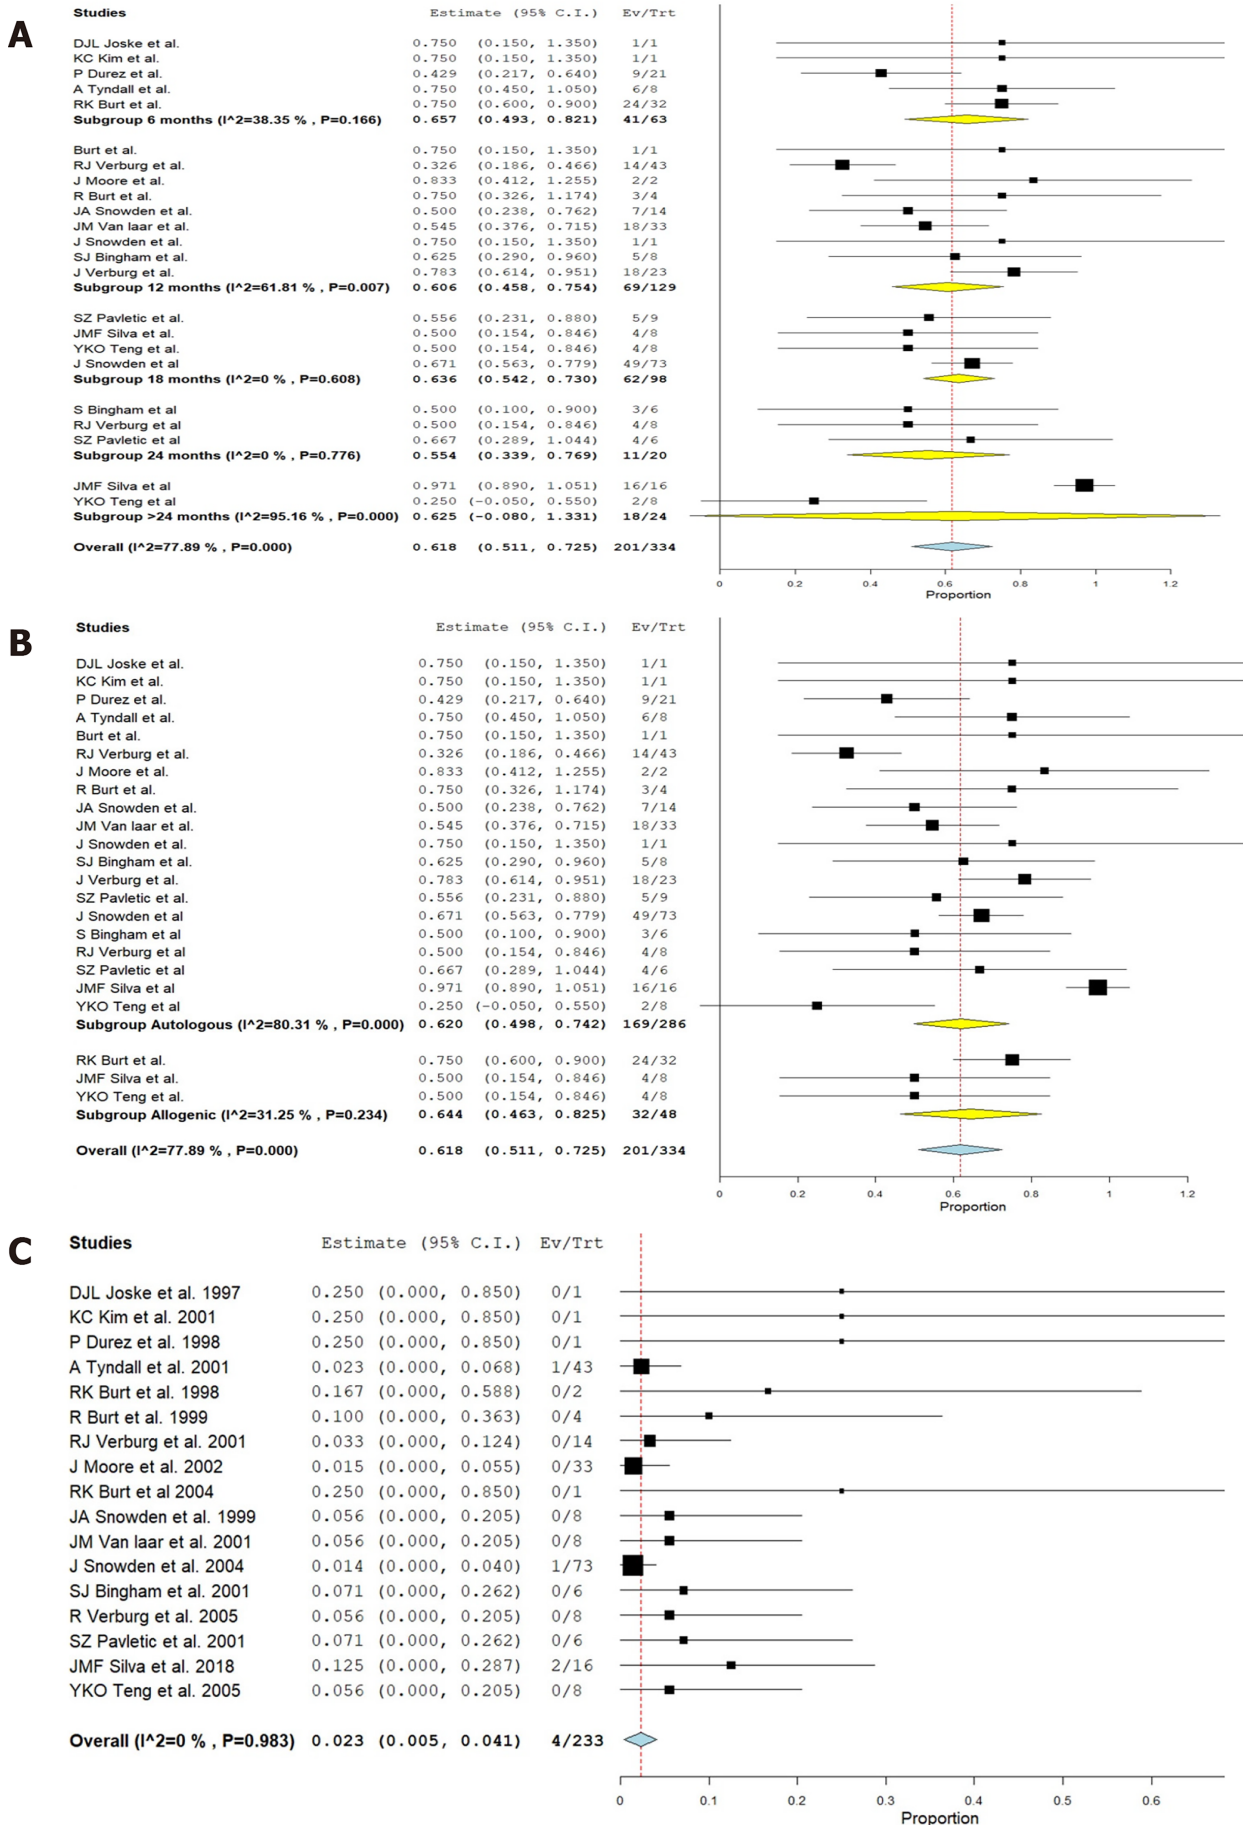 A
Studies Estimate (95% C.I.) Ev/Trt
DJL Joske et al. 0.750 (0.150, 1.350) 1/1
KC Kim et al. 0.750 (0.150, 1.350) 1/1
P Durez et al. 0.429 (0.217, 0.640) 9/21
A Tyndall et al. 0.750 (0.450, 1.050) 6/8
RK Burt et al. 0.750 (0.600, 0.900) 24/32
Subgroup 6 months (I^2=38.35 % , P=0.166) 0.657 (0.493, 0.821) 41/63
Burt et al. 0.750 (0.150, 1.350) 1/1
RJ Verburg et al. 0.326 (0.186, 0.466) 14/43
J Moore et al. 0.833 (0.412, 1.255) 2/2
R Burt et al. 0.750 (0.326, 1.174) 3/4
JA Snowden et al. 0.500 (0.238, 0.762) 7/14
JM Van laar et al. 0.545 (0.376, 0.715) 18/33
J Snowden et al. 0.750 (0.150, 1.350) 1/1
SJ Bingham et al. 0.625 (0.290, 0.960) 5/8
J Verburg et al. 0.783 (0.614, 0.951) 18/23
Subgroup 12 months (I^2=61.81 % , P=0.007) 0.606 (0.458, 0.754) 69/129
SZ Pavletic et al. 0.556 (0.231, 0.880) 5/9
JMF Silva et al. 0.500 (0.154, 0.846) 4/8
YKO Teng et al. 0.500 (0.154, 0.846) 4/8
J Snowden et al 0.671 (0.563, 0.779) 49/73
Subgroup 18 months (I^2=0 % , P=0.608) 0.636 (0.542, 0.730) 62/98
S Bingham et al 0.500 (0.100, 0.900) 3/6
RJ Verburg et al 0.500 (0.154, 0.846) 4/8
SZ Pavletic et al 0.667 (0.289, 1.044) 4/6
Subgroup 24 months (I^2=0 % , P=0.776) 0.554 (0.339, 0.769) 11/20
JMF Silva et al 0.971 (0.890, 1.051) 16/16
YKO Teng et al 0.250 (-0.050, 0.550) 2/8
Subgroup >24 months (I^2=95.16 % , P=0.000) 0.625 (-0.080, 1.331) 18/24
Overall (I^2=77.89 % , P=0.000) 0.618 (0.511, 0.725) 201/334
0 0.2 0.4 0.6 0.8 1 1.2
Proportion
B
Studies Estimate (95% C.I.) Ev/Trt
DJL Joske et al. 0.750 (0.150, 1.350) 1/1
KC Kim et al. 0.750 (0.150, 1.350) 1/1
P Durez et al. 0.429 (0.217, 0.640) 9/21
A Tyndall et al. 0.750 (0.450, 1.050) 6/8
Burt et al. 0.750 (0.150, 1.350) 1/1
RJ Verburg et al. 0.326 (0.186, 0.466) 14/43
J Moore et al. 0.833 (0.412, 1.255) 2/2
R Burt et al. 0.750 (0.326, 1.174) 3/4
JA Snowden et al. 0.500 (0.238, 0.762) 7/14
JM Van laar et al. 0.545 (0.376, 0.715) 18/33
J Snowden et al. 0.750 (0.150, 1.350) 1/1
SJ Bingham et al. 0.625 (0.290, 0.960) 5/8
J Verburg et al. 0.783 (0.614, 0.951) 18/23
SZ Pavletic et al. 0.556 (0.231, 0.880) 5/9
J Snowden et al 0.671 (0.563, 0.779) 49/73
S Bingham et al 0.500 (0.100, 0.900) 3/6
RJ Verburg et al 0.500 (0.154, 0.846) 4/8
SZ Pavletic et al 0.667 (0.289, 1.044) 4/6
JMF Silva et al 0.971 (0.890, 1.051) 16/16
YKO Teng et al 0.250 (-0.050, 0.550) 2/8
Subgroup Autologous (I^2=80.31 % , P=0.000) 0.620 (0.498, 0.742) 169/286
RK Burt et al. 0.750 (0.600, 0.900) 24/32
JMF Silva et al. 0.500 (0.154, 0.846) 4/8
YKO Teng et al. 0.500 (0.154, 0.846) 4/8
Subgroup Allogenic (I^2=31.25 % , P=0.234) 0.644 (0.463, 0.825) 32/48
Overall (I^2=77.89 % , P=0.000) 0.618 (0.511, 0.725) 201/334
0 0.2 0.4 0.6 0.8 1 1.2
Proportion
C
Studies Estimate (95% C.I.) Ev/Trt
DJL Joske et al. 1997 0.250 (0.000, 0.850) 0/1
KC Kim et al. 2001 0.250 (0.000, 0.850) 0/1
P Durez et al. 1998 0.250 (0.000, 0.850) 0/1
A Tyndall et al. 2001 0.023 (0.000, 0.068) 1/43
RK Burt et al. 1998 0.167 (0.000, 0.588) 0/2
R Burt et al. 1999 0.100 (0.000, 0.363) 0/4
RJ Verburg et al. 2001 0.033 (0.000, 0.124) 0/14
J Moore et al. 2002 0.015 (0.000, 0.055) 0/33
RK Burt et al 2004 0.250 (0.000, 0.850) 0/1
JA Snowden et al. 1999 0.056 (0.000, 0.205) 0/8
JM Van laar et al. 2001 0.056 (0.000, 0.205) 0/8
J Snowden et al. 2004 0.014 (0.000, 0.040) 1/73
SJ Bingham et al. 2001 0.071 (0.000, 0.262) 0/6
R Verburg et al. 2005 0.056 (0.000, 0.205) 0/8
SZ Pavletic et al. 2001 0.071 (0.000, 0.262) 0/6
JMF Silva et al. 2018 0.125 (0.000, 0.287) 2/16
YKO Teng et al. 2005 0.056 (0.000, 0.205) 0/8
Overall (I^2=0 % , P=0.983) 0.023 (0.005, 0.041) 4/233
0 0.1 0.2 0.3 0.4 0.5 0.6
Proportion